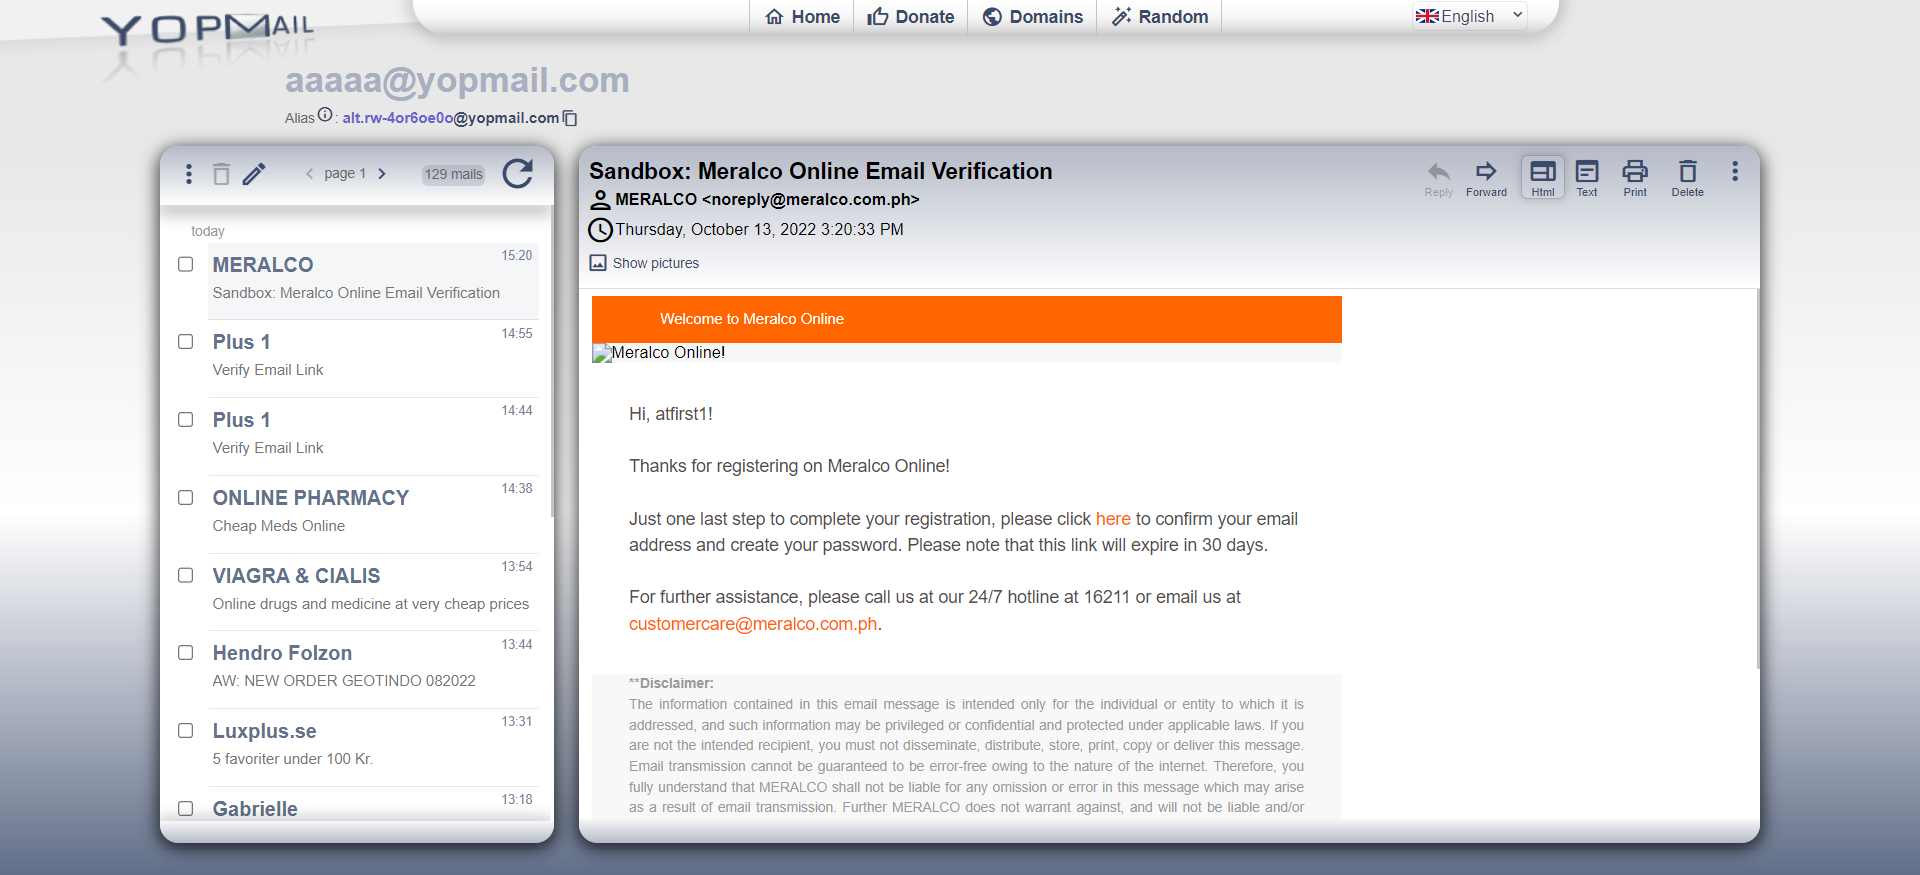 YOPMAIL
Home
Donate
Domains
Random
English
aaaaa@yopmail.com
Alias : alt.rw-4or6oe0o@yopmail.com
page 1
129 mails
today
MERALCO 15:20
Sandbox: Meralco Online Email Verification
Plus 1 14:55
Verify Email Link
Plus 1 14:44
Verify Email Link
ONLINE PHARMACY 14:38
Cheap Meds Online
VIAGRA & CIALIS 13:54
Online drugs and medicine at very cheap prices
Hendro Folzon 13:44
AW: NEW ORDER GEOTINDO 082022
Luxplus.se 13:31
5 favoriter under 100 Kr.
Gabrielle 13:18
Sandbox: Meralco Online Email Verification
MERALCO <noreply@meralco.com.ph>
Thursday, October 13, 2022 3:20:33 PM
Show pictures
Reply
Forward
Html
Text
Print
Delete
Welcome to Meralco Online
Meralco Online!
Hi, atfirst1!
Thanks for registering on Meralco Online!
Just one last step to complete your registration, please click here to confirm your email
address and create your password. Please note that this link will expire in 30 days.
For further assistance, please call us at our 24/7 hotline at 16211 or email us at
customercare@meralco.com.ph.
**Disclaimer:
The information contained in this email message is intended only for the individual or entity to which it is
addressed, and such information may be privileged or confidential and protected under applicable laws. If you
are not the intended recipient, you must not disseminate, distribute, store, print, copy or deliver this message.
Email transmission cannot be guaranteed to be error-free owing to the nature of the internet. Therefore, you
fully understand that MERALCO shall not be liable for any omission or error in this message which may arise
as a result of email transmission. Further MERALCO does not warrant against, and will not be liable and/or